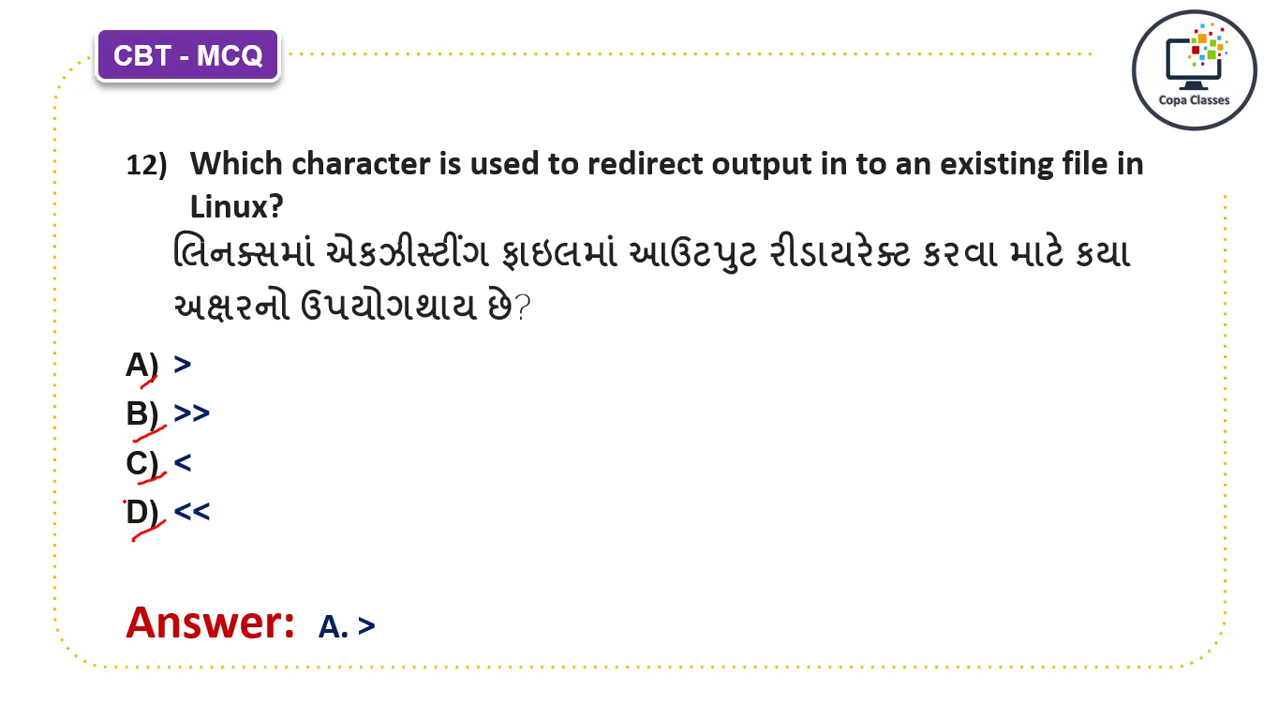 CBT - MCQ
Copa Classes
12) Which character is used to redirect output in to an existing file in
Linux?
લિનક્સમાં એકઝીસ્ટીંગ ફાઇલમાં આઉટપુટ રીડાયરેક્ટ કરવા માટે કયા
અક્ષરનો ઉપયોગથાય છે?
A) >
B) >>
C) <
D) <<
Answer: A. >